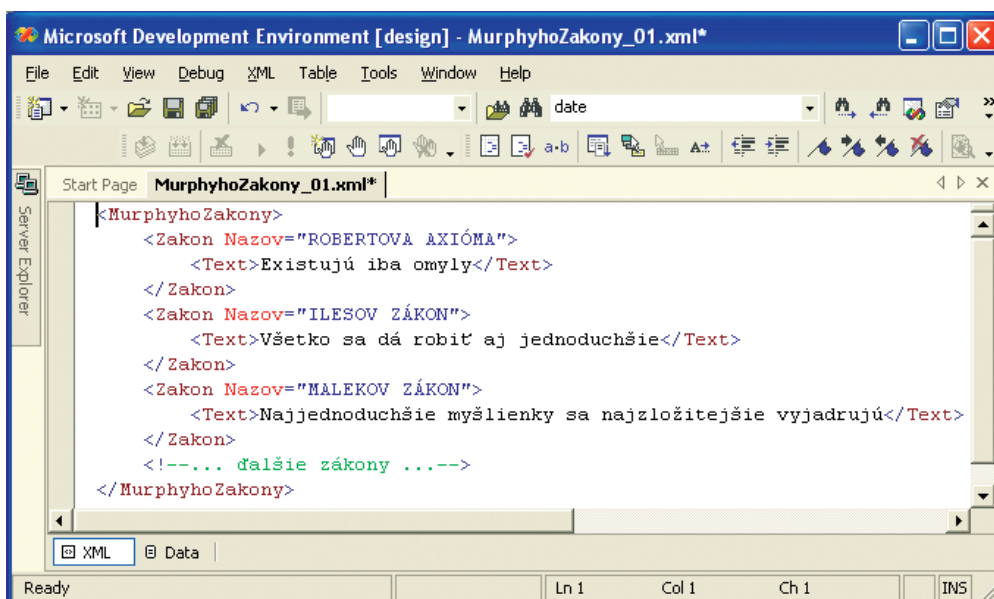 Microsoft Development Environment [design] - MurphyhoZakony_01.xml*
File Edit View Debug XML Table Tools Window Help
date
a·b
Start Page MurphyhoZakony_01.xml*
Server Explorer
<MurphyhoZakony>
<Zakon Nazov="ROBERTOVA AXIÓMA">
<Text>Existujú iba omyly</Text>
</Zakon>
<Zakon Nazov="ILESOV ZÁKON">
<Text>Všetko sa dá robiť aj jednoduchšie</Text>
</Zakon>
<Zakon Nazov="MALEKOV ZÁKON">
<Text>Najjednoduchšie myšlienky sa najzložitejšie vyjadrujú</Text>
</Zakon>
<!--... ďalšie zákony ...-->
</MurphyhoZakony>
XML Data
Ready Ln 1 Col 1 Ch 1 INS